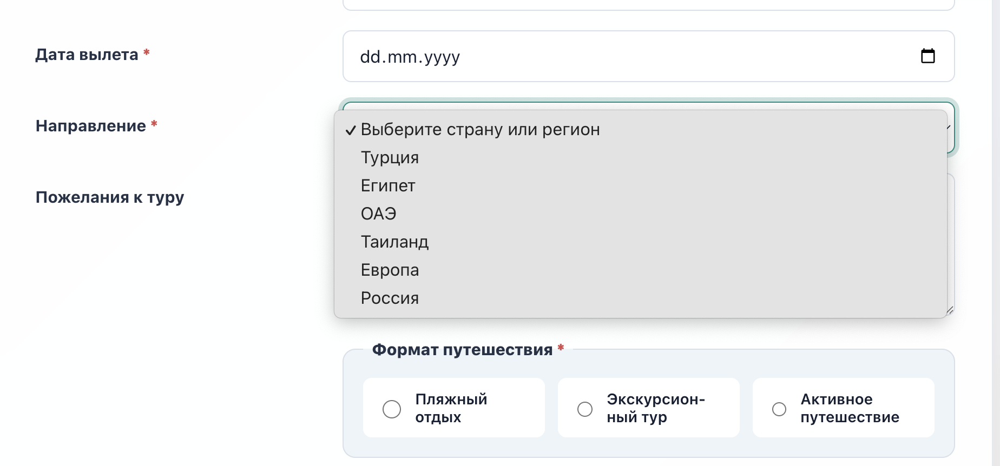 Дата вылета *
dd.mm.yyyy
Направление *
✓ Выберите страну или регион
Турция
Египет
ОАЭ
Таиланд
Европа
Россия
Пожелания к туру
Формат путешествия *
Пляжный
отдых
Экскурсион-
ный тур
Активное
путешествие